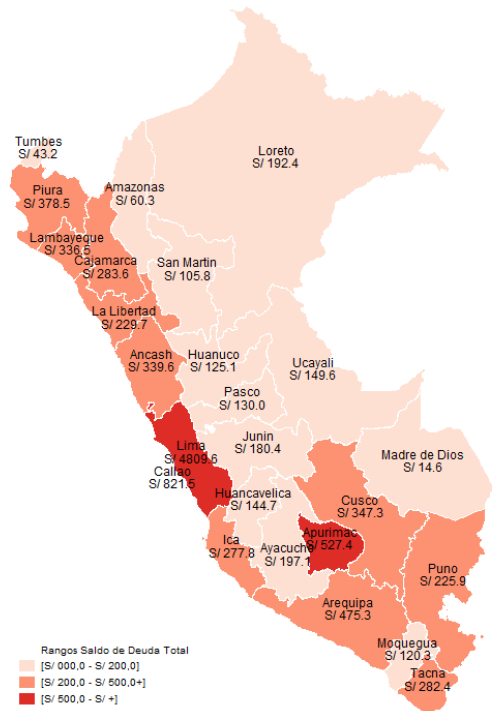 Tumbes
S/ 43.2
Loreto
S/ 192.4
Piura
S/ 378.5
Amazonas
S/ 60.3
Lambayeque
S/ 336.5
Cajamarca
S/ 283.6
San Martin
S/ 105.8
La Libertad
S/ 229.7
Ancash
S/ 339.6
Huanuco
S/ 125.1
Ucayali
S/ 149.6
Pasco
S/ 130.0
Lima
S/ 4809.6
Callao
S/ 821.5
Junin
S/ 180.4
Madre de Dios
S/ 14.6
Huancavelica
S/ 144.7
Cusco
S/ 347.3
Ica
S/ 277.8
Ayacucho
S/ 197.1
Apurimac
S/ 527.4
Puno
S/ 225.9
Arequipa
S/ 475.3
Moquegua
S/ 120.3
Tacna
S/ 282.4
Rangos Saldo de Deuda Total
[S/ 000,0 - S/ 200,0]
[S/ 200,0 - S/ 500,0+]
[S/ 500,0 - S/ +]